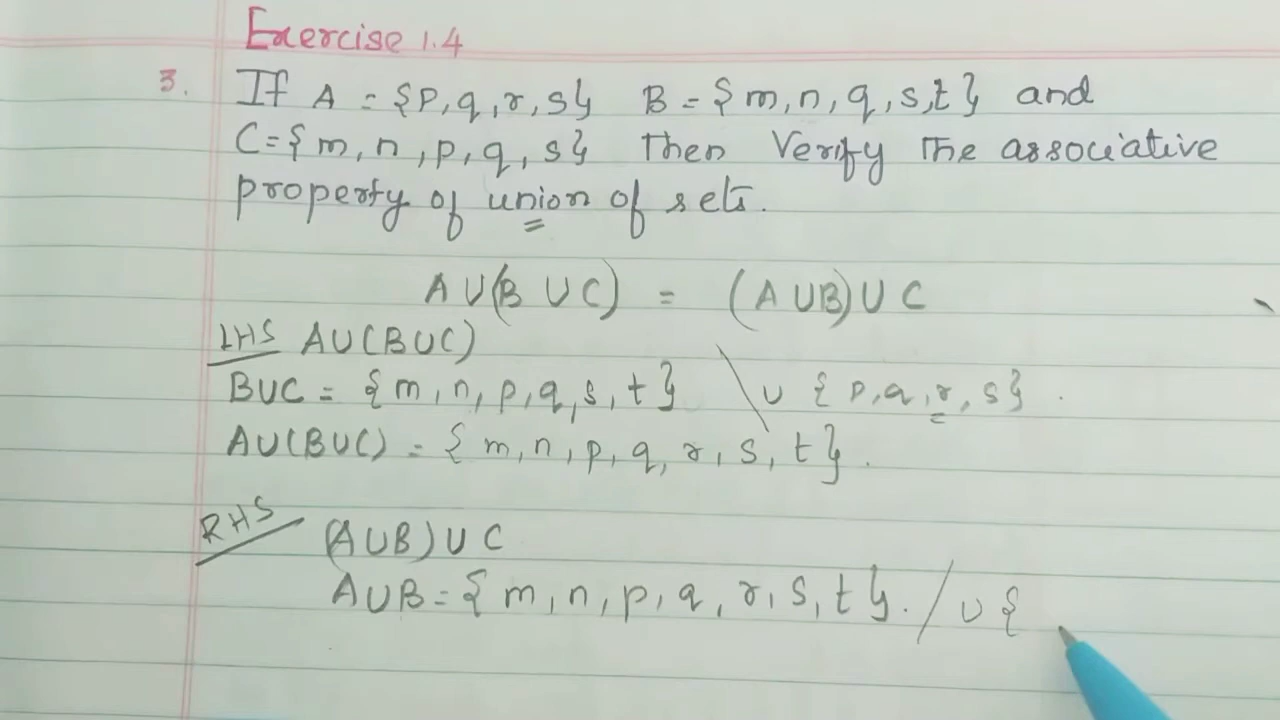 Exercise 1.4
3. If A = {p, q, r, s} B = {m, n, q, s, t} and
C = {m, n, p, q, s} Then Verify The associative
property of union of sets.
A∪(B ∪ C) = (A ∪ B) ∪ C
LHS A∪(B∪C)
B∪C = {m, n, p, q, s, t} \ ∪ {p, q, r, s} .
A∪(B∪C) = {m, n, p, q, r, s, t}.
RHS (A∪B)∪C
A∪B = {m, n, p, q, r, s, t}. / ∪ {